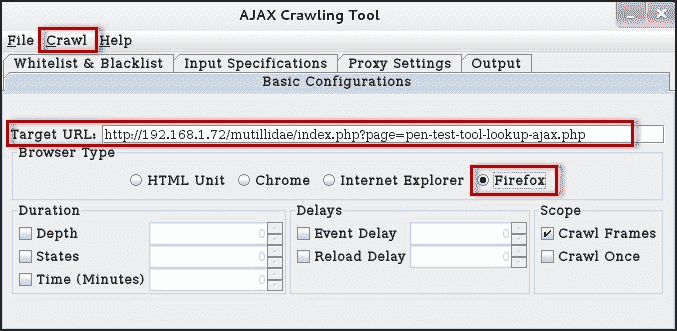 AJAX Crawling Tool
File Crawl Help
Whitelist & Blacklist Input Specifications Proxy Settings Output
Basic Configurations
Target URL: http://192.168.1.72/mutillidae/index.php?page=pen-test-tool-lookup-ajax.php
Browser Type
HTML Unit Chrome Internet Explorer Firefox
Duration Delays Scope
Depth 0 Event Delay 0 Crawl Frames
States 0 Reload Delay 0 Crawl Once
Time (Minutes) 0